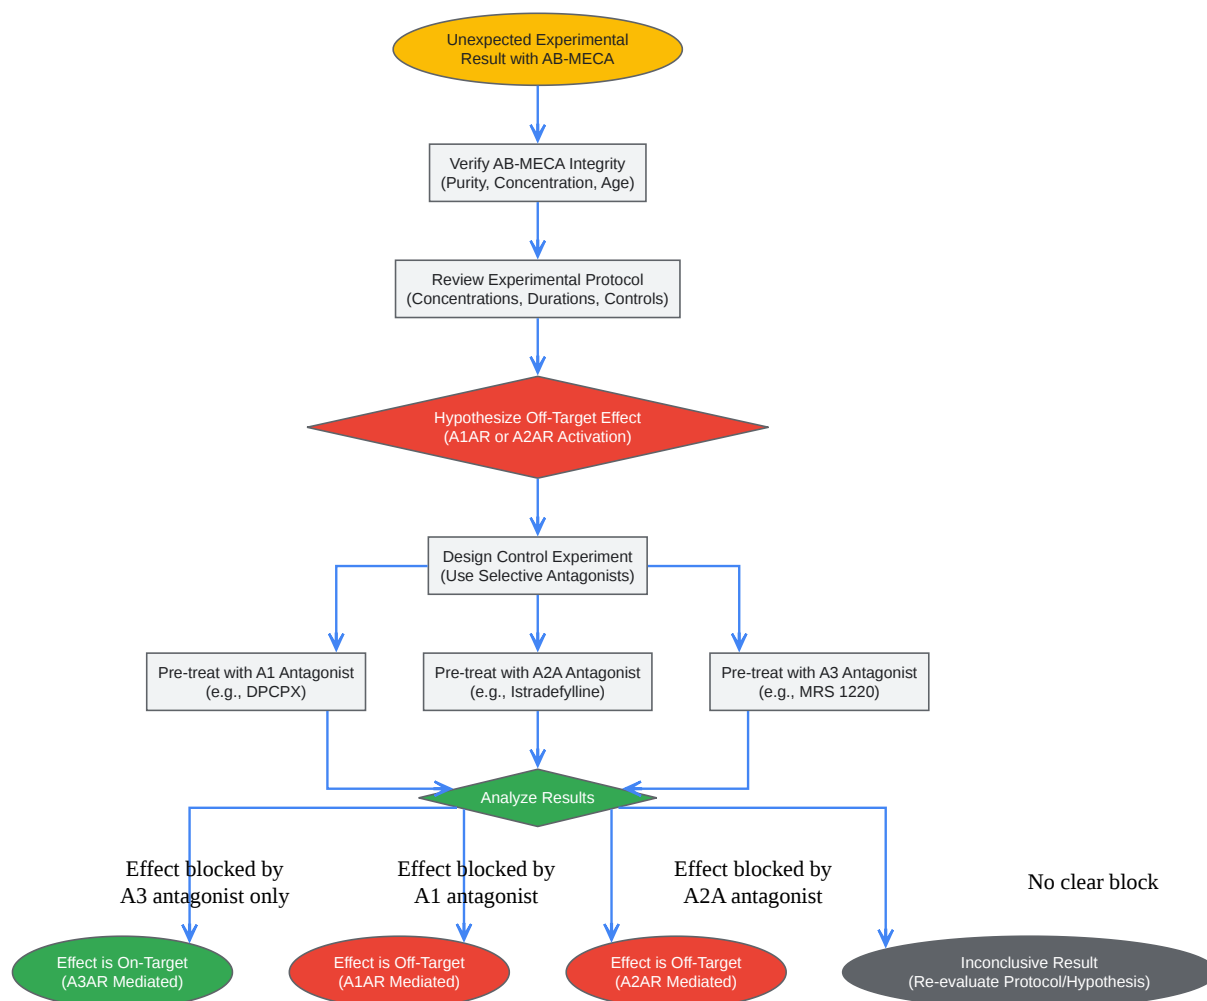 Unexpected Experimental
Result with AB-MECA
Verify AB-MECA Integrity
(Purity, Concentration, Age)
Review Experimental Protocol
(Concentrations, Durations, Controls)
Hypothesize Off-Target Effect
(A1AR or A2AR Activation)
Design Control Experiment
(Use Selective Antagonists)
Pre-treat with A1 Antagonist
(e.g., DPCPX)
Pre-treat with A2A Antagonist
(e.g., Istradefylline)
Pre-treat with A3 Antagonist
(e.g., MRS 1220)
Analyze Results
Effect blocked by
A3 antagonist only
Effect blocked by
A1 antagonist
Effect blocked by
A2A antagonist
No clear block
Effect is On-Target
(A3AR Mediated)
Effect is Off-Target
(A1AR Mediated)
Effect is Off-Target
(A2AR Mediated)
Inconclusive Result
(Re-evaluate Protocol/Hypothesis)